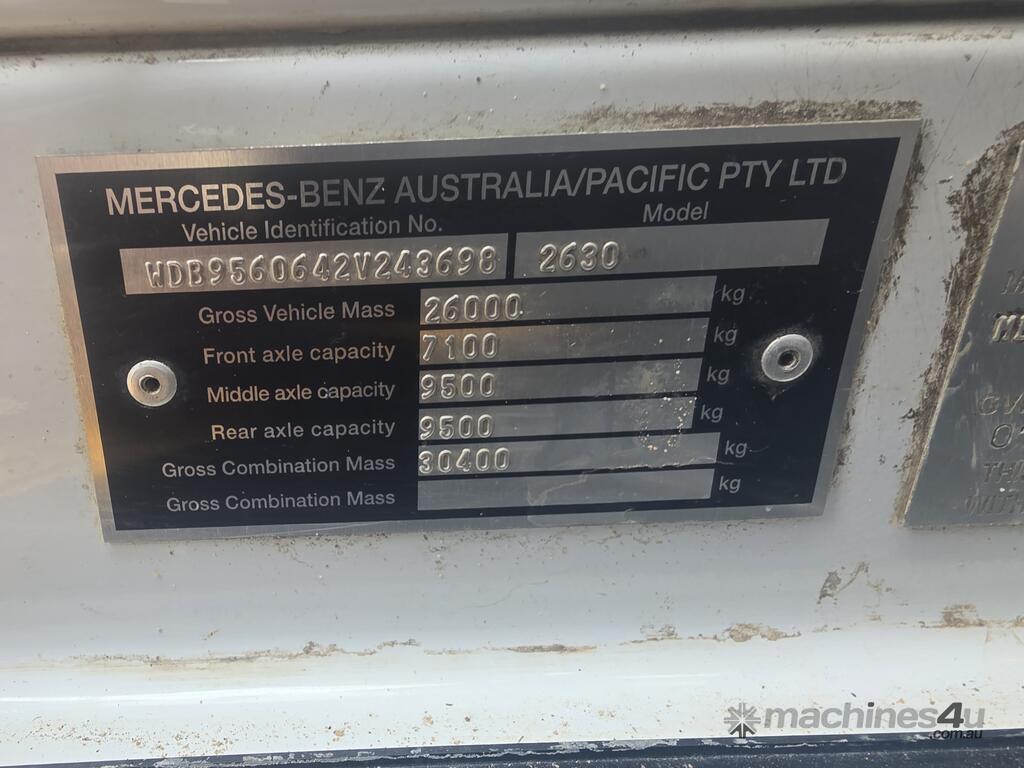 MERCEDES-BENZ AUSTRALIA/PACIFIC PTY LTD
Vehicle Identification No. Model
WDB9560642V243698 2630
Gross Vehicle Mass 26000 kg
Front axle capacity 7100 kg
Middle axle capacity 9500 kg
Rear axle capacity 9500 kg
Gross Combination Mass 30400 kg
Gross Combination Mass kg
machines4u
.com.au